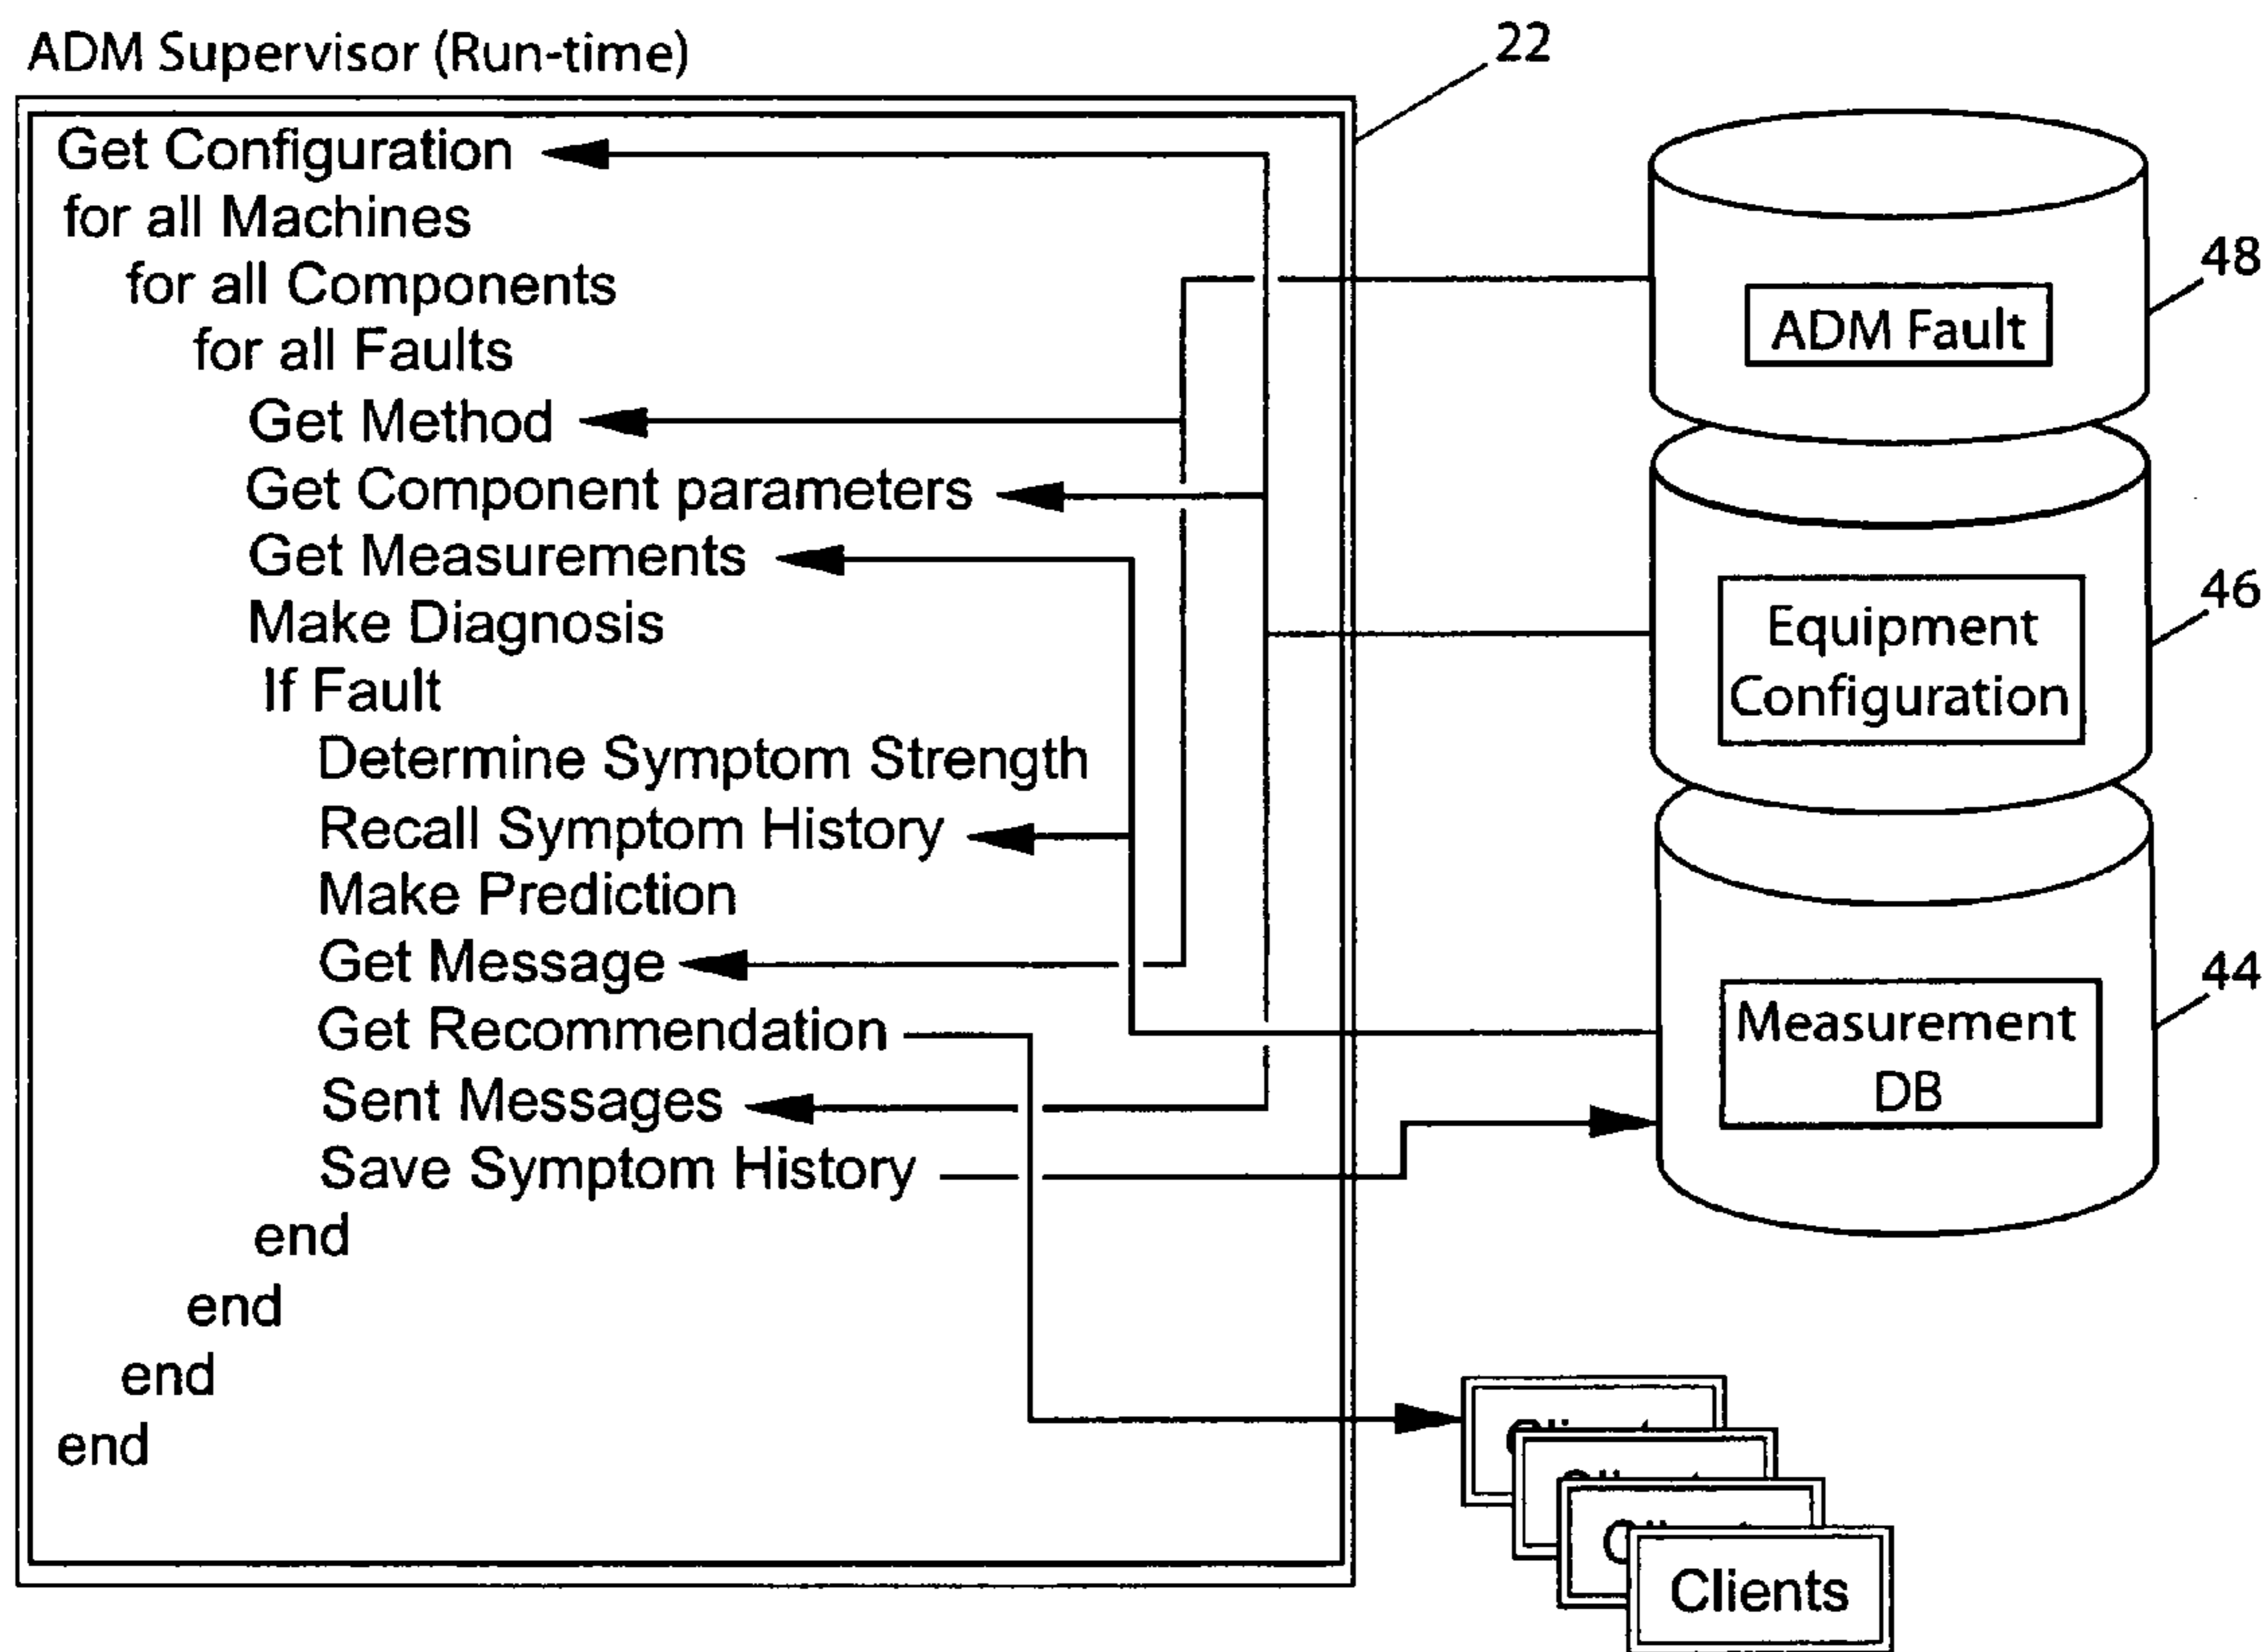 ADM Supervisor (Run-time)
22
Get Configuration
for all Machines
for all Components
for all Faults
Get Method
Get Component parameters
Get Measurements
Make Diagnosis
If Fault
Determine Symptom Strength
Recall Symptom History
Make Prediction
Get Message
Get Recommendation
Sent Messages
Save Symptom History
end
end
end
end
48
ADM Fault
46
Equipment
Configuration
44
Measurement
DB
Clients